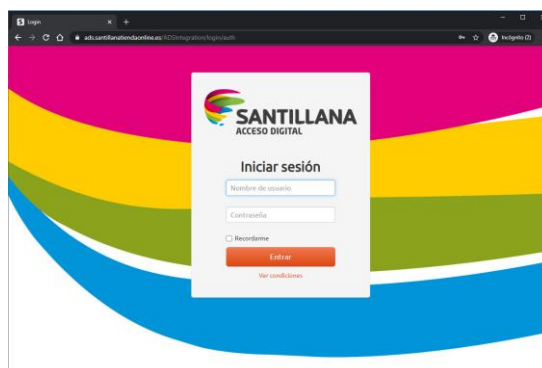 Login
ads.santillanatiendaonline.es/ADSIntegration/login/auth
Incógnito (2)
SANTILLANA
ACCESO DIGITAL
Iniciar sesión
Nombre de usuario
Contraseña
Recordarme
Entrar
Ver condiciones